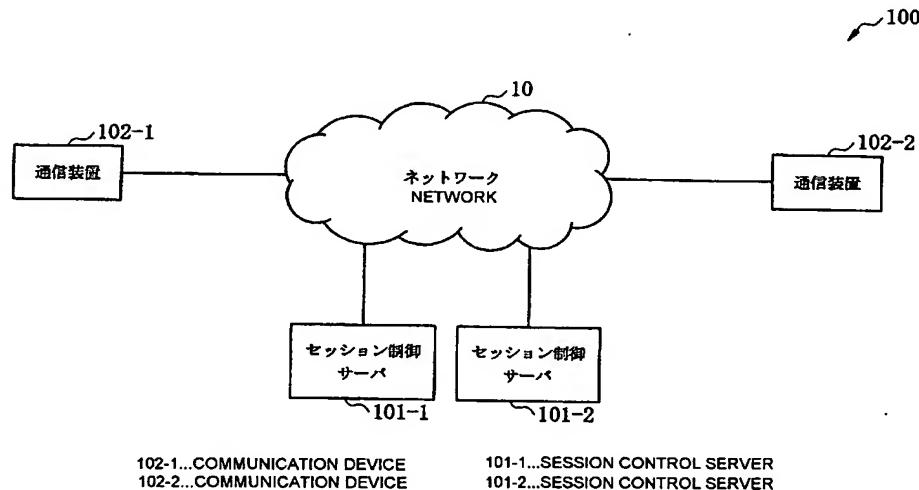 100
10
102-1
102-2
通信装置
ネットワーク
NETWORK
通信装置
セッション制御
サーバ
セッション制御
サーバ
101-1
101-2
102-1...COMMUNICATION DEVICE
102-2...COMMUNICATION DEVICE
101-1...SESSION CONTROL SERVER
101-2...SESSION CONTROL SERVER